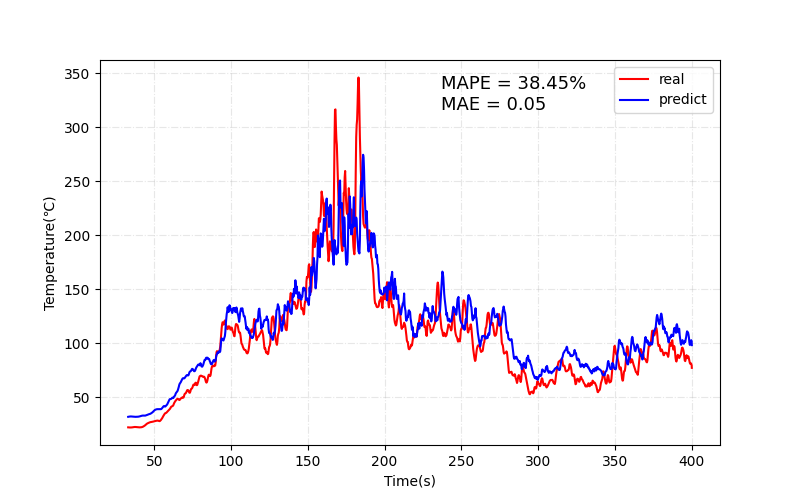 MAPE = 38.45%
MAE = 0.05
real
predict
350
300
250
200
150
100
50
Temperature(℃)
50 100 150 200 250 300 350 400
Time(s)